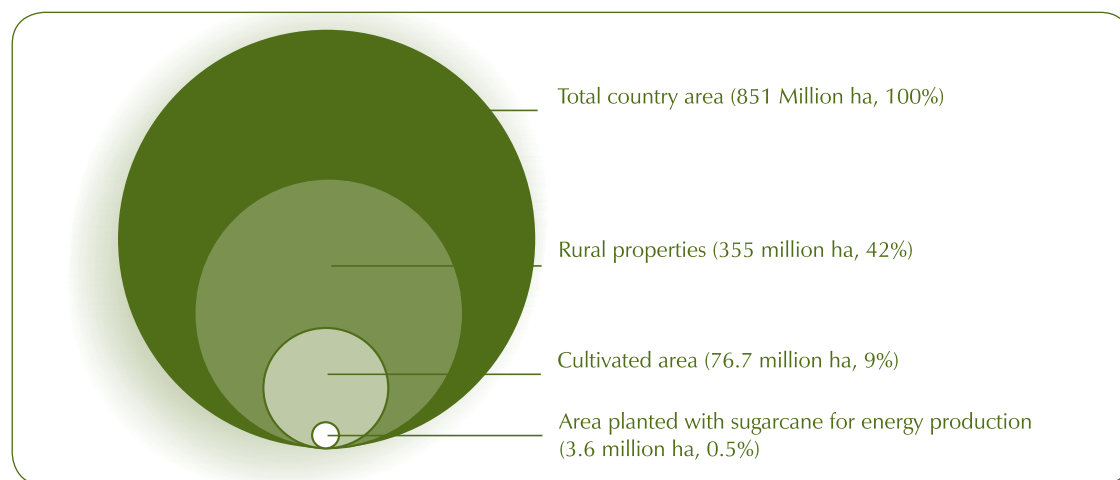 Total country area (851 Million ha, 100%)
Rural properties (355 million ha, 42%)
Cultivated area (76.7 million ha, 9%)
Area planted with sugarcane for energy production
(3.6 million ha, 0.5%)